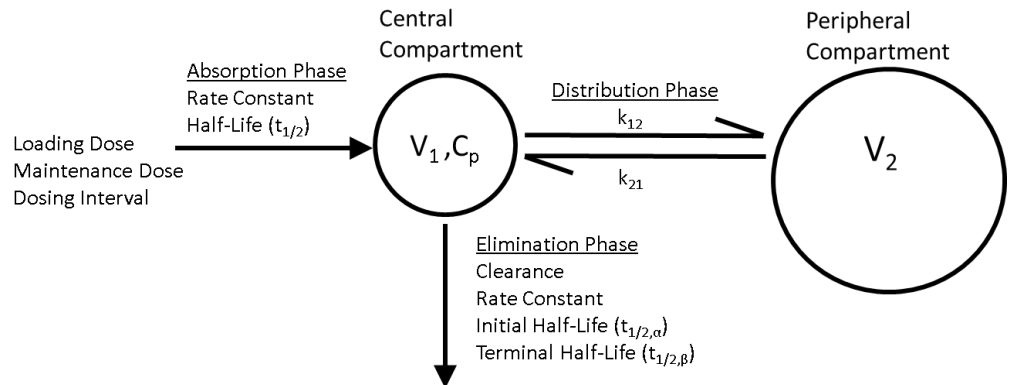 Central
Compartment
Peripheral
Compartment
Absorption Phase
Rate Constant
Half-Life (t1/2)
Loading Dose
Maintenance Dose
Dosing Interval
V1,Cp
Distribution Phase
k12
k21
V2
Elimination Phase
Clearance
Rate Constant
Initial Half-Life (t1/2,α)
Terminal Half-Life (t1/2,β)